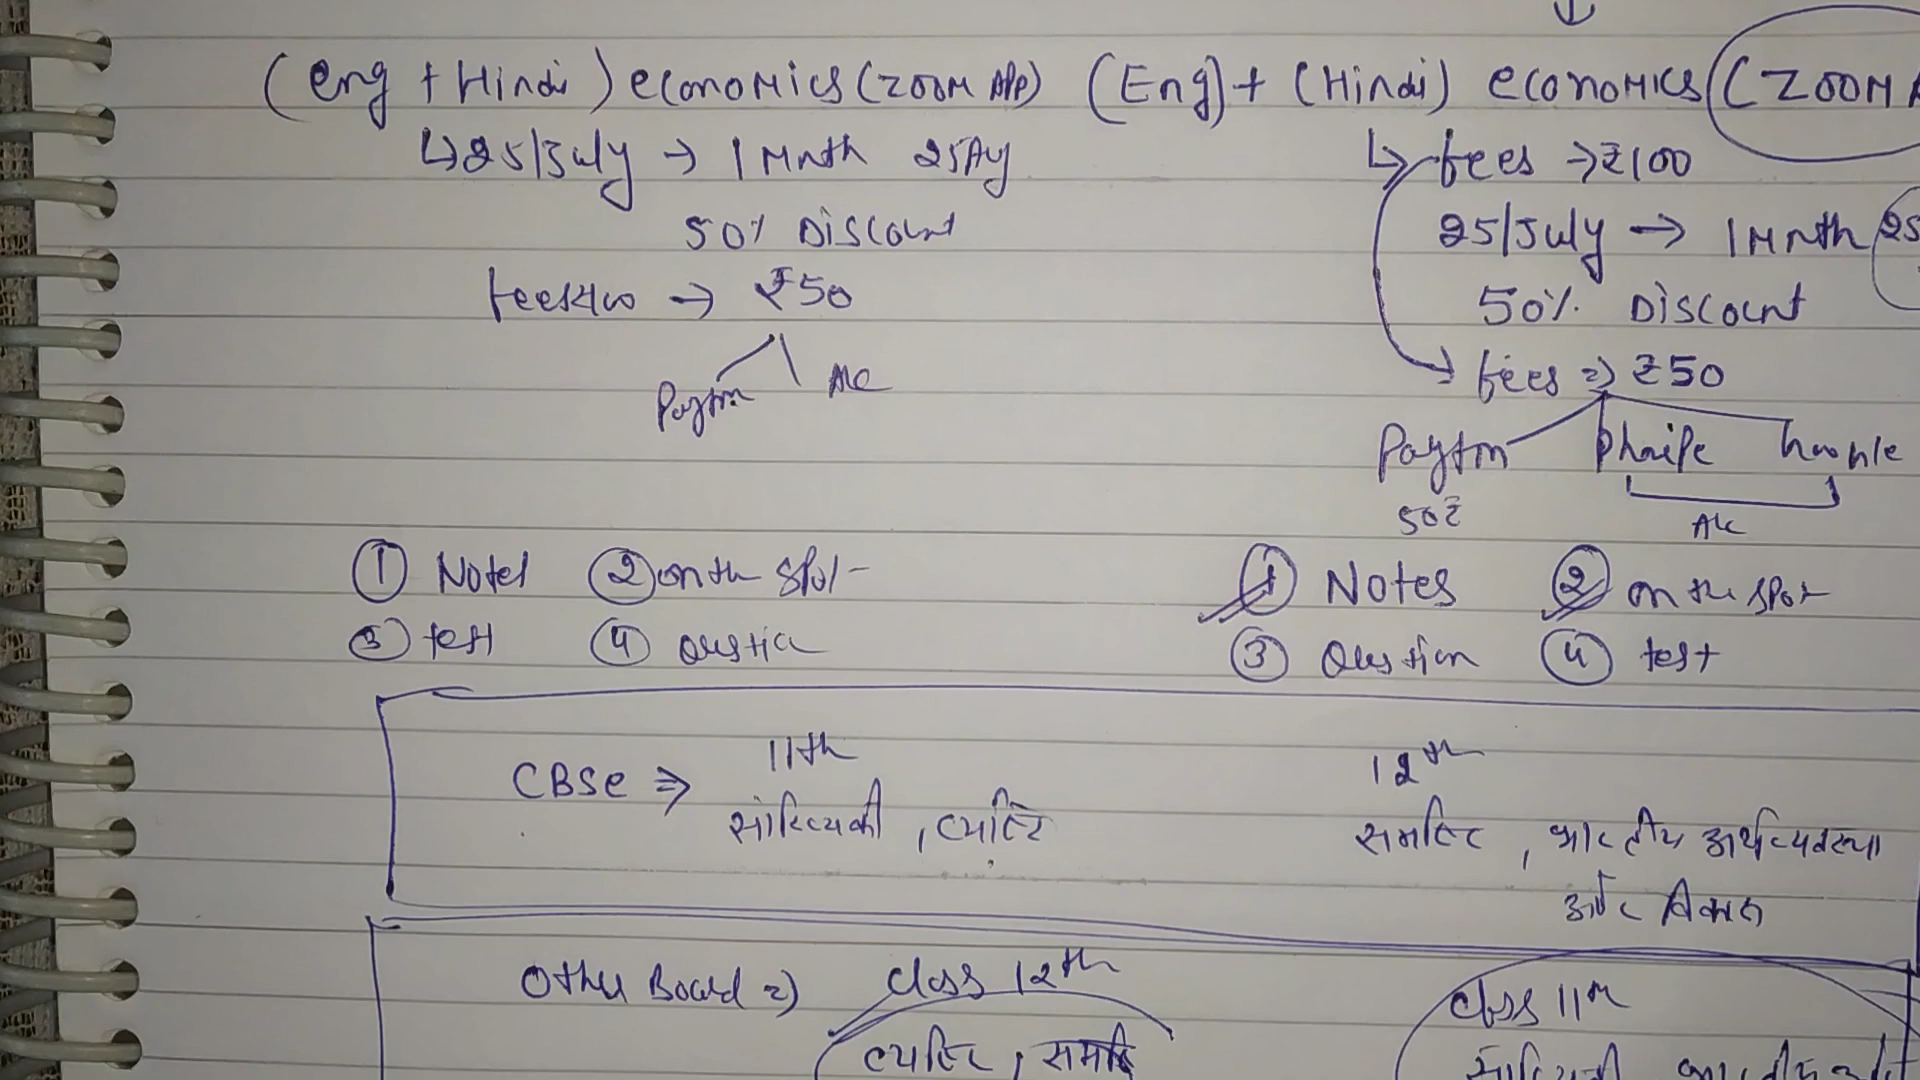 (Eng + Hindi) economics (ZOOM APP)
↳ 25/July → 1 Mnth 25 Aug
50% Discount
fees → ₹50
Paytm A/c
① Notes ② on the spot
③ test ④ Question
(Eng) + (Hindi) economics (ZOOM A
↳ fees → ₹100
25/July → 1 Mnth 25
50% Discount
fees ⇒ ₹50
Paytm
50₹ A/c
① Notes ② on the spot
③ Question ④ test
CBSE ⇒ 11th 12th
सांख्यिकी, व्यष्टि समष्टि, भारतीय अर्थव्यवस्था
और विकास
Other Board ⇒ Class 12th Class 11th
व्यष्टि, समष्टि